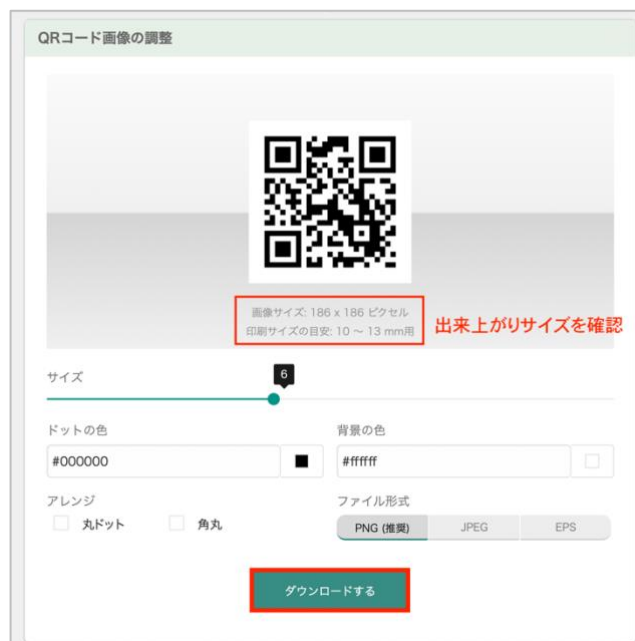 QRコード画像の調整
画像サイズ: 186 x 186 ピクセル
印刷サイズの目安: 10 ～ 13 mm用
出来上がりサイズを確認
サイズ
6
ドットの色
背景の色
#000000
#ffffff
アレンジ
ファイル形式
丸ドット
角丸
PNG (推奨)
JPEG
EPS
ダウンロードする